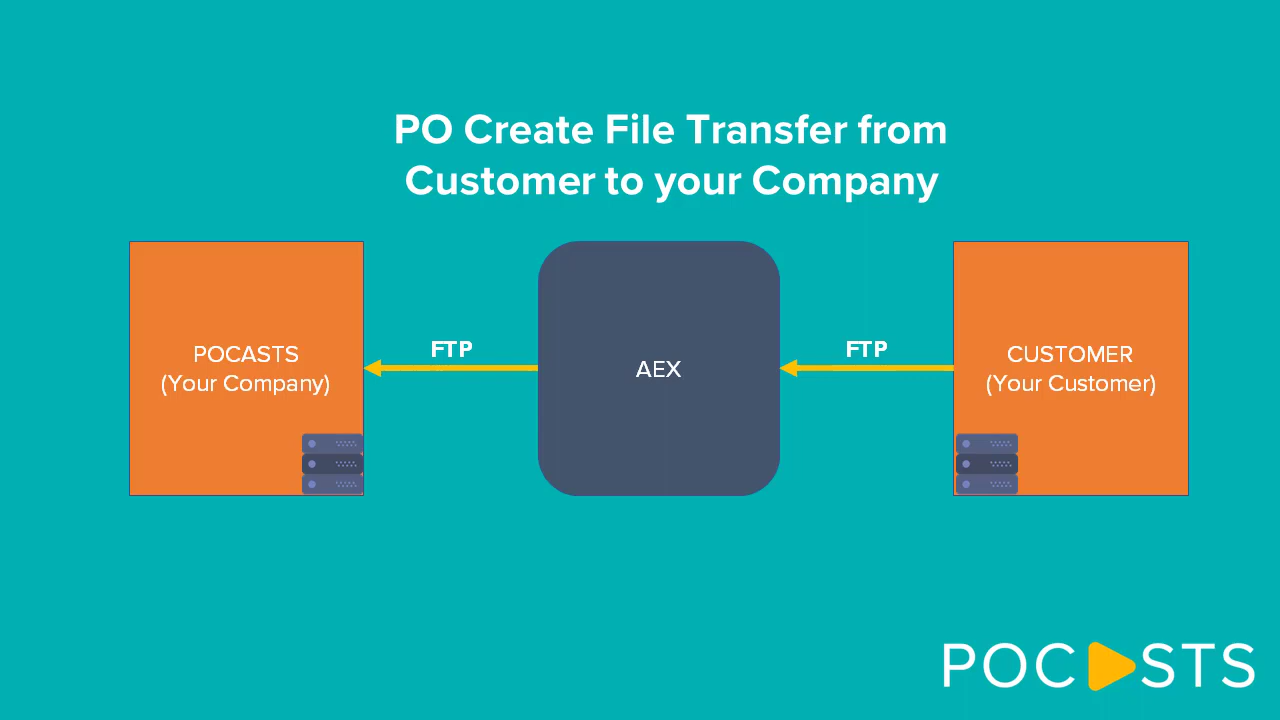 PO Create File Transfer from
Customer to your Company
POCASTS
(Your Company)
FTP
AEX
FTP
CUSTOMER
(Your Customer)
POCASTS